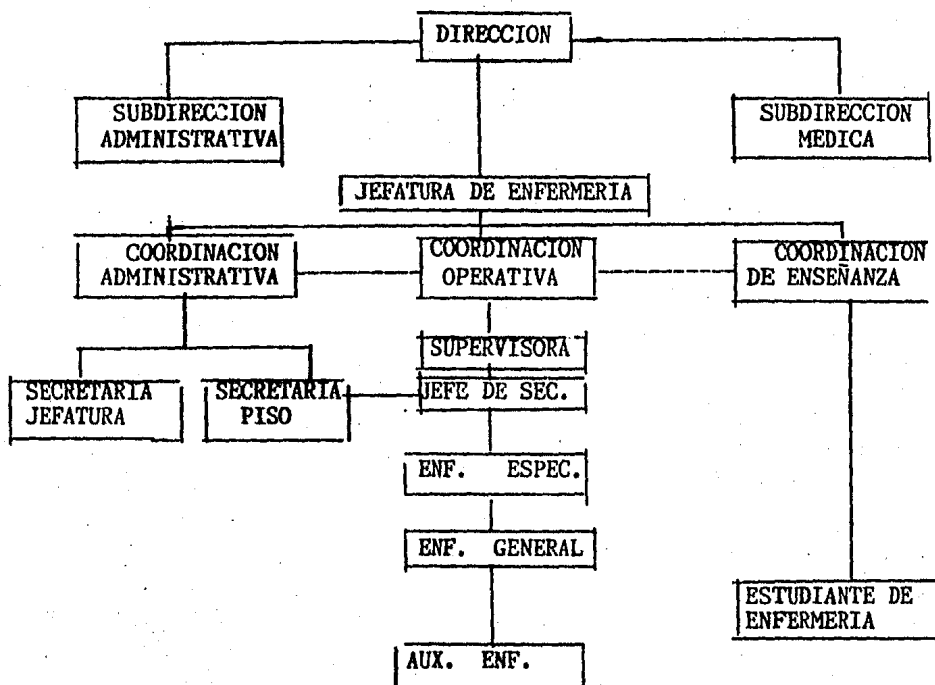 DIRECCION
SUBDIRECCION
ADMINISTRATIVA
SUBDIRECCION
MEDICA
JEFATURA DE ENFERMERIA
COORDINACION
ADMINISTRATIVA
COORDINACION
OPERATIVA
COORDINACION
DE ENSEÑANZA
SUPERVISORA
SECRETARIA
JEFATURA
SECRETARIA
PISO
JEFE DE SEC.
ENF. ESPEC.
ENF. GENERAL
ESTUDIANTE DE
ENFERMERIA
AUX. ENF.